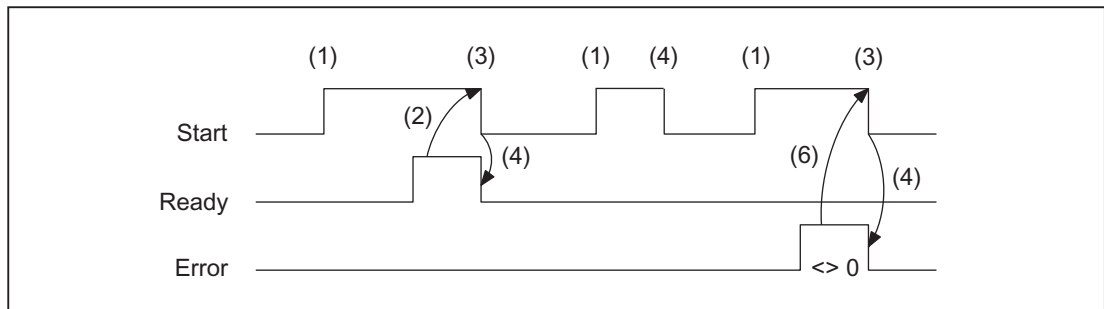 (1) (3) (1) (4) (1) (3)
(2)
Start
(4) (6) (4)
Ready
Error <> 0